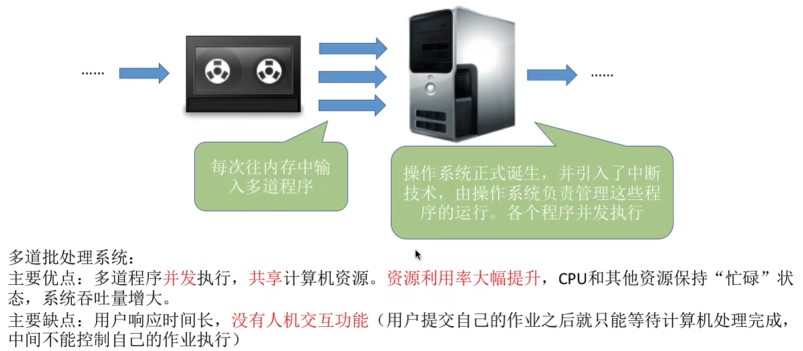 ...... ......
每次往内存中输
入多道程序
操作系统正式诞生，并引入了中断
技术，由操作系统负责管理这些程
序的运行。各个程序并发执行
多道批处理系统：
主要优点：多道程序并发执行，共享计算机资源。资源利用率大幅提升，CPU和其他资源保持“忙碌”状
态，系统吞吐量增大。
主要缺点：用户响应时间长，没有人机交互功能（用户提交自己的作业之后就只能等待计算机处理完成，
中间不能控制自己的作业执行）